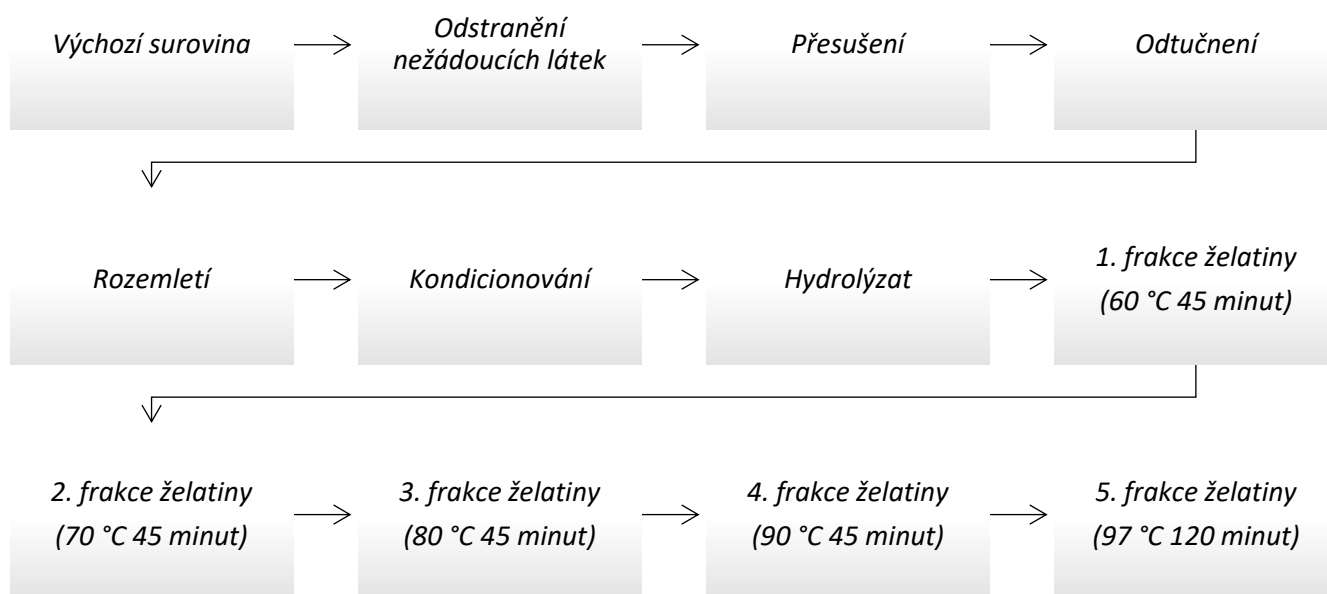 Výchozí surovina
Odstranění
nežádoucích látek
Přesušení
Odtučnení
Rozemletí
Kondicionování
Hydrolýzat
1. frakce želatiny
(60 °C 45 minut)
2. frakce želatiny
(70 °C 45 minut)
3. frakce želatiny
(80 °C 45 minut)
4. frakce želatiny
(90 °C 45 minut)
5. frakce želatiny
(97 °C 120 minut)